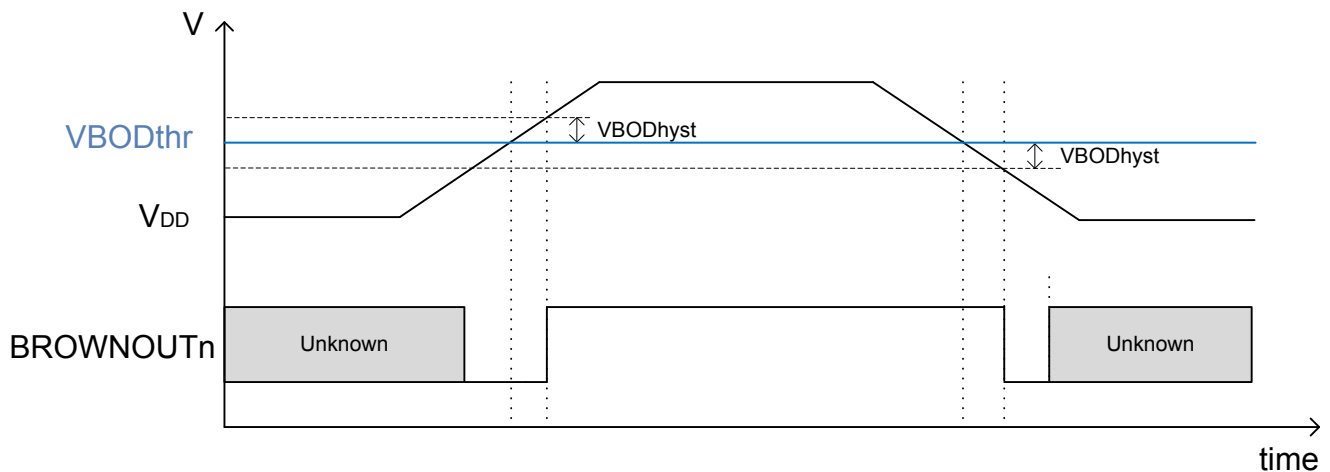 V
VBODthr
VBODhyst
VBODhyst
VDD
BROWNOUTn
Unknown
Unknown
time